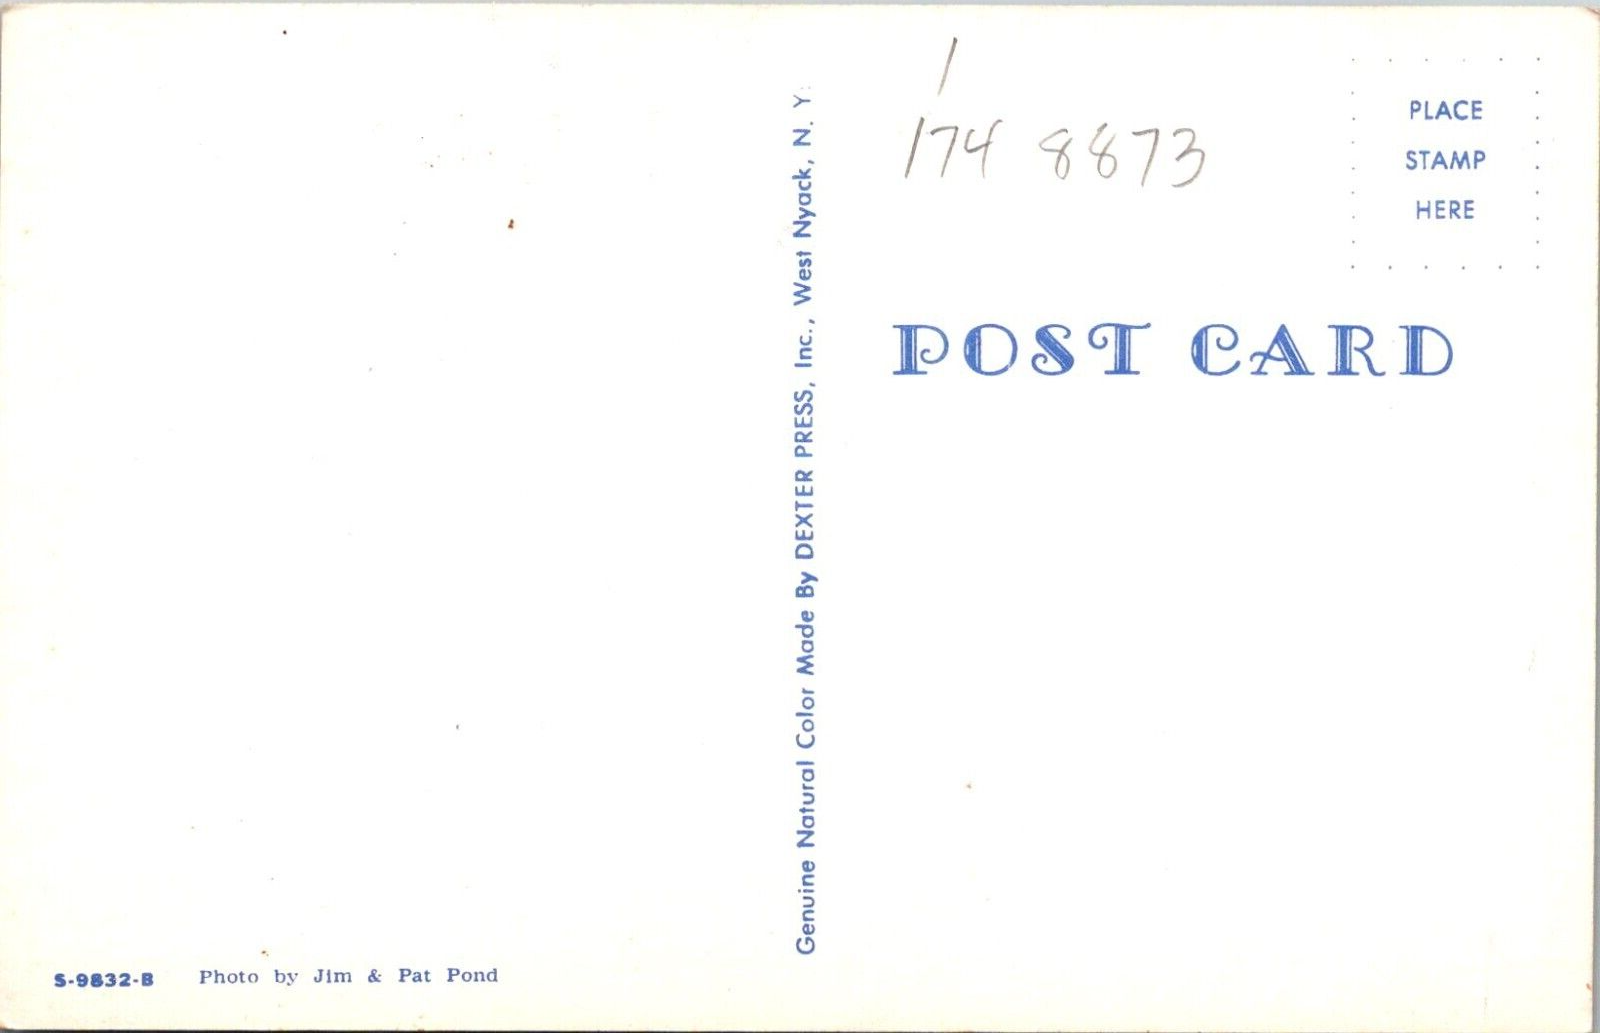 1
174 8873
PLACE
STAMP
HERE
POST CARD
Genuine Natural Color Made By DEXTER PRESS, Inc., West Nyack, N. Y.
S-9832-B Photo by Jim & Pat Pond